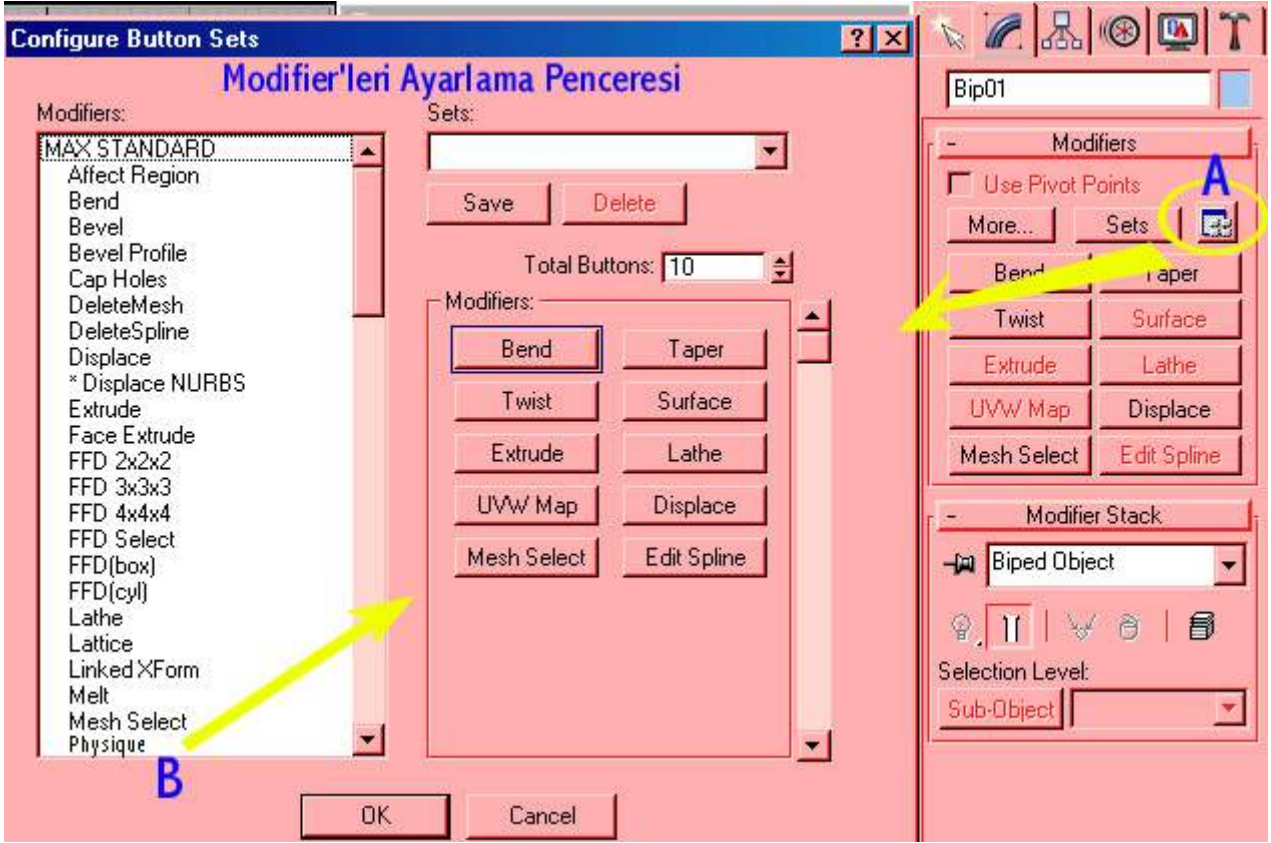 Configure Button Sets
Modifier'leri Ayarlama Penceresi
Modifiers:
MAX STANDARD
Affect Region
Bend
Bevel
Bevel Profile
Cap Holes
DeleteMesh
DeleteSpline
Displace
* Displace NURBS
Extrude
Face Extrude
FFD 2x2x2
FFD 3x3x3
FFD 4x4x4
FFD Select
FFD(box)
FFD(cyl)
Lathe
Lattice
Linked XForm
Melt
Mesh Select
Physique
B
Sets:
Save Delete
Total Buttons: 10
Modifiers:
Bend Taper
Twist Surface
Extrude Lathe
UVW Map Displace
Mesh Select Edit Spline
OK Cancel
Bip01
- Modifiers
Use Pivot Points
A
More... Sets
Bend Taper
Twist Surface
Extrude Lathe
UVW Map Displace
Mesh Select Edit Spline
- Modifier Stack
Biped Object
Selection Level:
Sub-Object